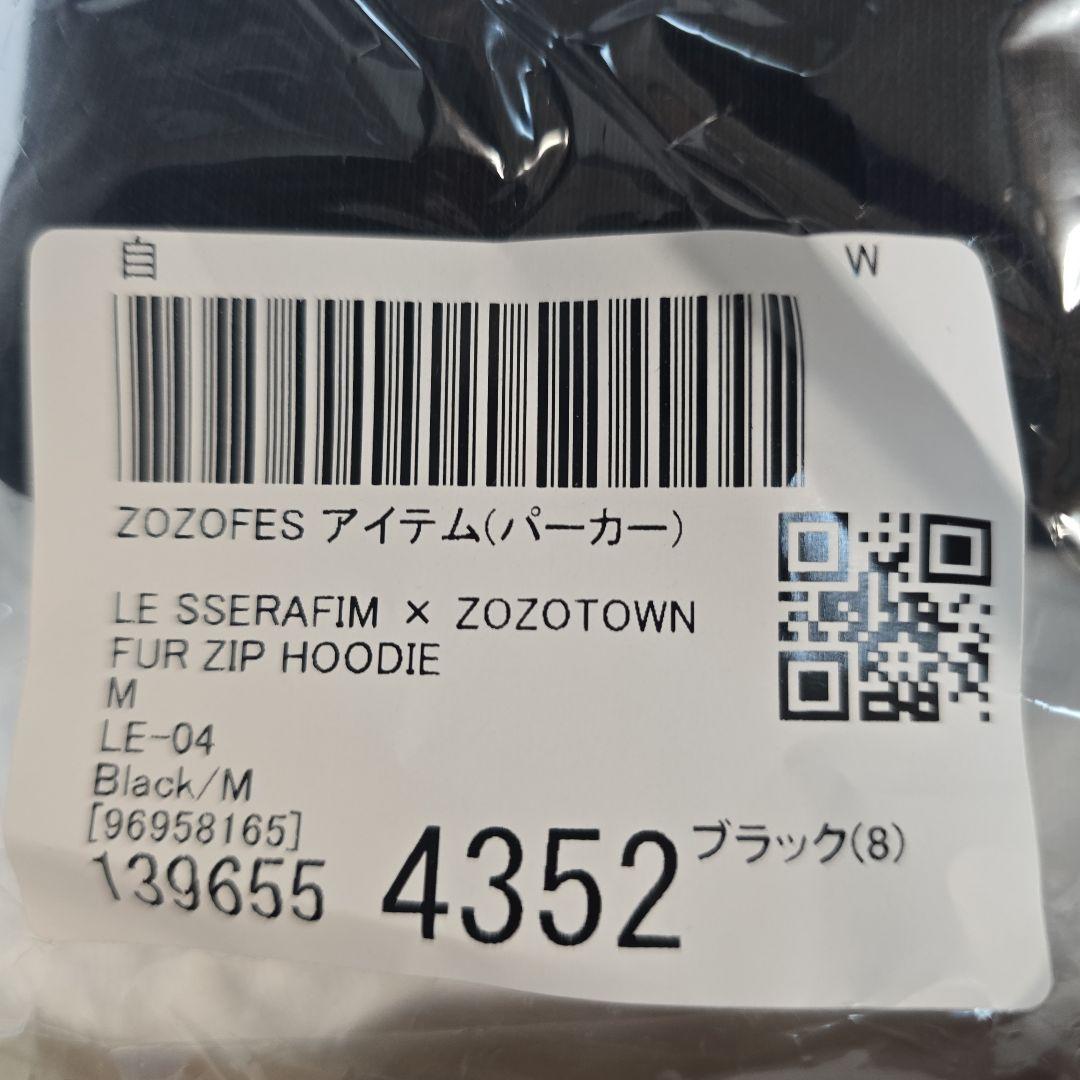 自 W
ZOZOFES アイテム(パーカー)
LE SSERAFIM × ZOZOTOWN
FUR ZIP HOODIE
M
LE-04
Black/M
[96958165]
139655 4352 ブラック(8)